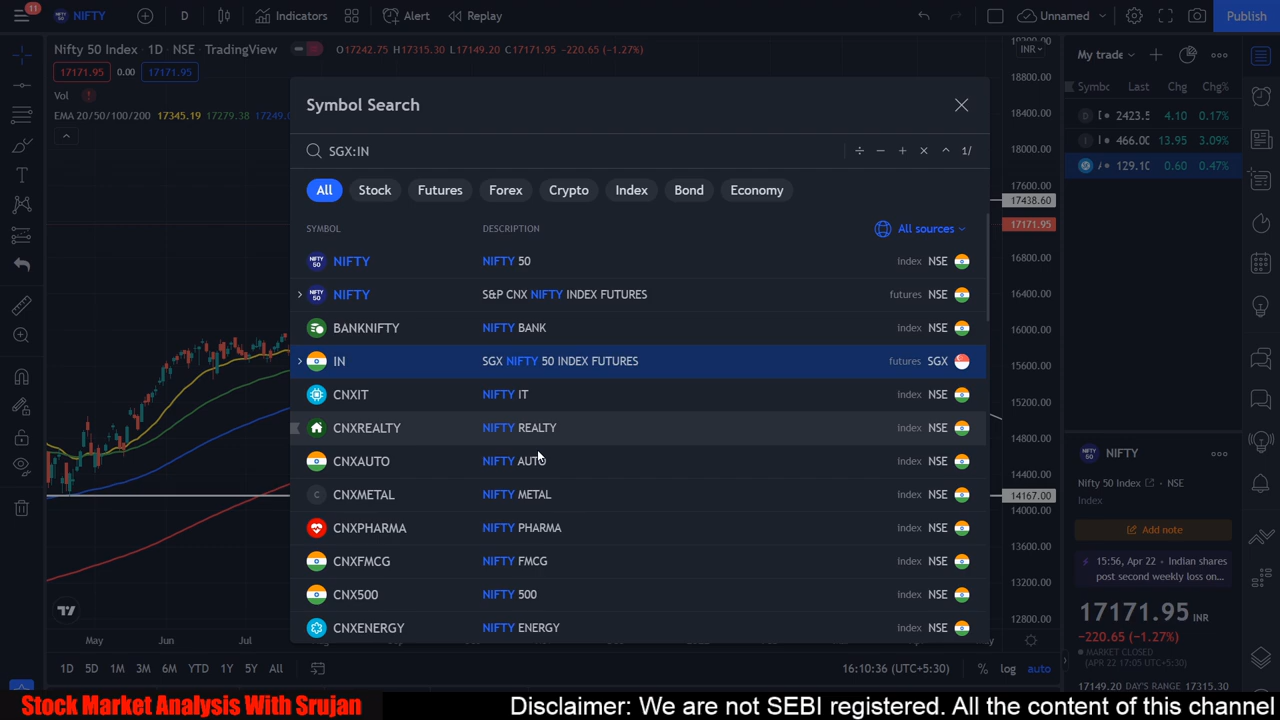 11
NIFTY
D
Indicators
Alert
Replay
Unnamed
Publish
Nifty 50 Index • 1D • NSE • TradingView
O17242.75 H17315.30 L17149.20 C17171.95 -220.65 (-1.27%)
17171.95
0.00
17171.95
Vol
EMA 20/50/100/200 17345.19 17279.38
INR
18800.00
18400.00
18000.00
17600.00
17438.60
17171.95
16800.00
16400.00
16000.00
15600.00
15200.00
14800.00
14400.00
14167.00
14000.00
13600.00
13200.00
12800.00
Symbol Search
SGX:IN
÷ − + × ^ 1/
All Stock Futures Forex Crypto Index Bond Economy
SYMBOL DESCRIPTION All sources
NIFTY NIFTY 50 index NSE
NIFTY S&P CNX NIFTY INDEX FUTURES futures NSE
BANKNIFTY NIFTY BANK index NSE
IN SGX NIFTY 50 INDEX FUTURES futures SGX
CNXIT NIFTY IT index NSE
CNXREALTY NIFTY REALTY index NSE
CNXAUTO NIFTY AUTO index NSE
CNXMETAL NIFTY METAL index NSE
CNXPHARMA NIFTY PHARMA index NSE
CNXFMCG NIFTY FMCG index NSE
CNX500 NIFTY 500 index NSE
CNXENERGY NIFTY ENERGY index NSE
My trade
Symbc Last Chg Chg%
D 2423.5 4.10 0.17%
I 466.00 13.95 3.09%
129.10 0.60 0.47%
NIFTY
Nifty 50 Index • NSE
Index
Add note
15:56, Apr 22 • Indian shares
post second weekly loss on...
17171.95 INR
-220.65 (-1.27%)
MARKET CLOSED
(APR 22 17:05 UTC+5:30)
17149.20 DAY'S RANGE 17315.30
May Jun Jul
1D 5D 1M 3M 6M YTD 1Y 5Y All
16:10:36 (UTC+5:30)
% log auto
Stock Market Analysis With Srujan
Disclaimer: We are not SEBI registered. All the content of this channel